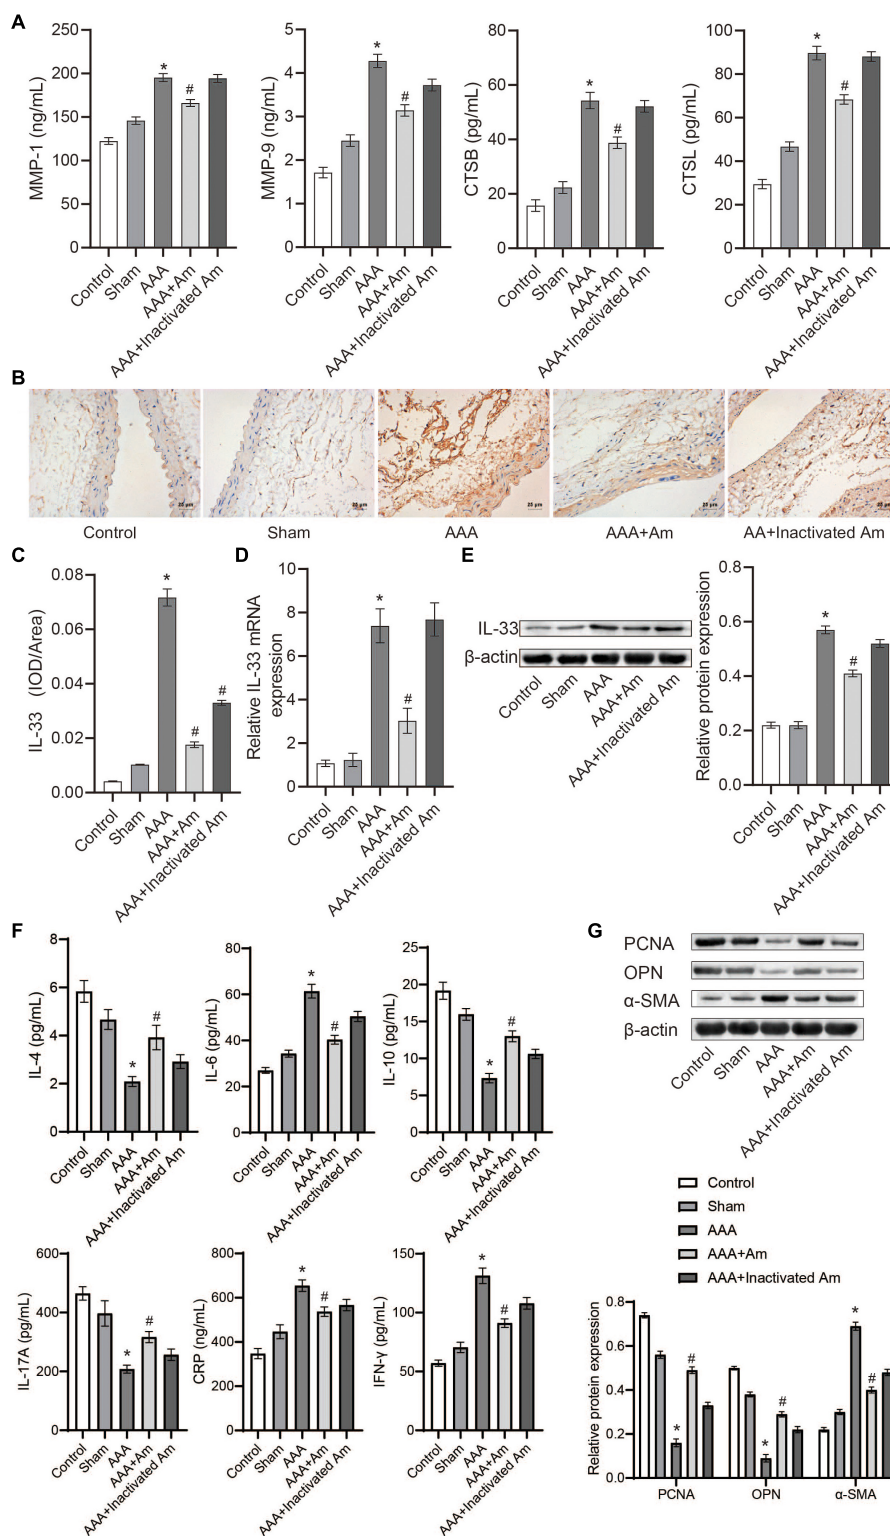 A
MMP-1 (ng/mL)
250
200
150
100
50
0
Control
Sham
AAA
AAA+Am
AAA+Inactivated Am
*
#
MMP-9 (ng/mL)
5
4
3
2
1
0
Control
Sham
AAA
AAA+Am
AAA+Inactivated Am
*
#
CTSB (pg/mL)
80
60
40
20
0
Control
Sham
AAA
AAA+Am
AAA+Inactivated Am
*
#
CTSL (pg/mL)
100
80
60
40
20
0
Control
Sham
AAA
AAA+Am
AAA+Inactivated Am
*
#
B
25 μm
25 μm
25 μm
25 μm
25 μm
Control
Sham
AAA
AAA+Am
AA+Inactivated Am
C
IL-33 (IOD/Area)
0.08
0.06
0.04
0.02
0.00
Control
Sham
AAA
AAA+Am
AAA+Inactivated Am
*
#
#
D
Relative IL-33 mRNA
expression
10
8
6
4
2
0
Control
Sham
AAA
AAA+Am
AAA+Inactivated Am
*
#
E
IL-33
β-actin
Control
Sham
AAA
AAA+Am
AAA+Inactivated Am
Relative protein expression
0.8
0.6
0.4
0.2
0.0
Control
Sham
AAA
AAA+Am
AAA+Inactivated Am
*
#
F
IL-4 (pg/mL)
8
6
4
2
0
Control
Sham
AAA
AAA+Am
AAA+Inactivated Am
*
#
IL-6 (pg/mL)
80
60
40
20
0
Control
Sham
AAA
AAA+Am
AAA+Inactivated Am
*
#
IL-10 (pg/mL)
25
20
15
10
5
0
Control
Sham
AAA
AAA+Am
AAA+Inactivated Am
*
#
IL-17A (pg/mL)
600
400
200
0
Control
Sham
AAA
AAA+Am
AAA+Inactivated Am
*
#
CRP (ng/mL)
800
600
400
200
0
Control
Sham
AAA
AAA+Am
AAA+Inactivated Am
*
#
IFN-γ (pg/mL)
150
100
50
0
Control
Sham
AAA
AAA+Am
AAA+Inactivated Am
*
#
G
PCNA
OPN
α-SMA
β-actin
Control
Sham
AAA
AAA+Am
AAA+Inactivated Am
Control
Sham
AAA
AAA+Am
AAA+Inactivated Am
Relative protein expression
0.8
0.6
0.4
0.2
0.0
*
#
*
#
*
#
PCNA
OPN
α-SMA